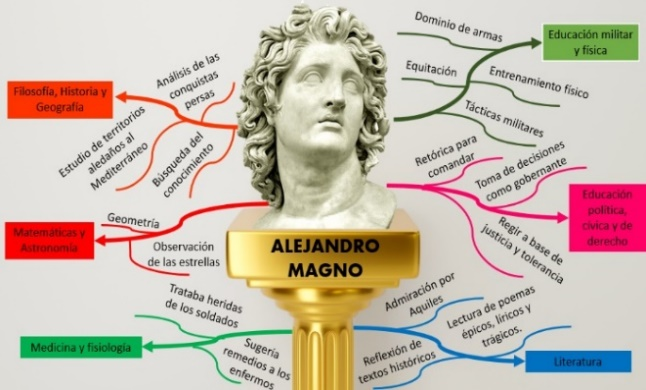 Dominio de armas
Educación militar
y física
Equitación
Entrenamiento físico
Tácticas militares
Análisis de las
conquistas
persas
Filosofía, Historia y
Geografía
Estudio de territorios
aledaños al
Mediterráneo
Búsqueda del
conocimiento
Retórica para
comandar
Toma de decisiones
como gobernante
Educación
política,
cívica y de
derecho
Regir a base de
justicia y tolerancia
Geometría
Matemáticas y
Astronomía
Observación
de las estrellas
ALEJANDRO
MAGNO
Trataba heridas
de los soldados
Medicina y fisiología
Sugería
remedios a los
enfermos
Admiración por
Aquiles
Lectura de poemas
épicos, líricos y
trágicos.
Reflexión de
textos históricos
Literatura